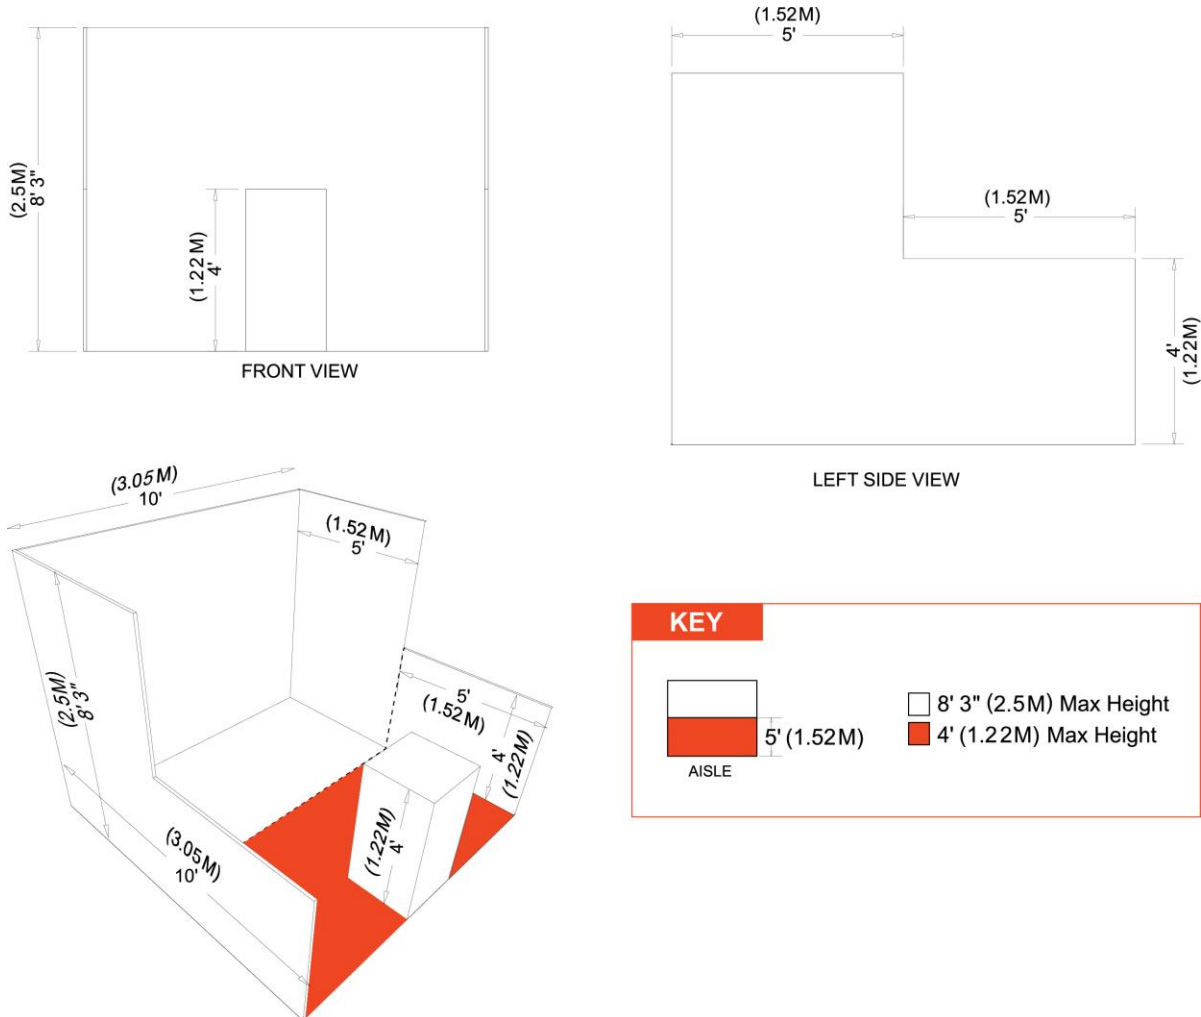 (2.5M)
8' 3"
(1.22M)
4'
FRONT VIEW
(1.52M)
5'
(1.52M)
5'
4'
(1.22M)
LEFT SIDE VIEW
(3.05M)
10'
(1.52M)
5'
(2.5M)
8' 3"
5'
(1.52M)
4'
(1.22M)
(1.22M)
4'
(3.05M)
10'
KEY
5' (1.52M)
AISLE
8' 3" (2.5M) Max Height
4' (1.22M) Max Height